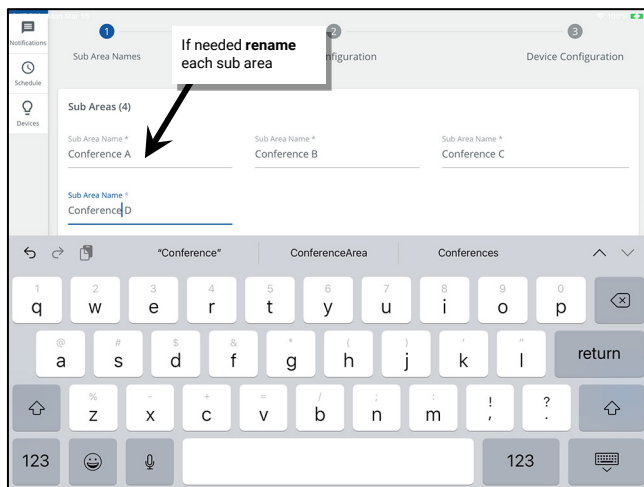 Notifications
Schedule
Devices
1
2
3
Sub Area Names
nfiguration
Device Configuration
If needed rename
each sub area
Sub Areas (4)
Sub Area Name *
Sub Area Name *
Sub Area Name *
Conference A
Conference B
Conference C
Sub Area Name *
Conference D
"Conference"
ConferenceArea
Conferences
1 2 3 4 5 6 7 8 9 0
q w e r t y u i o p
@ # $ & * ( ) ' "
a s d f g h j k l return
% - + = / ; :
z x c v b n m ! , ? .
123 123